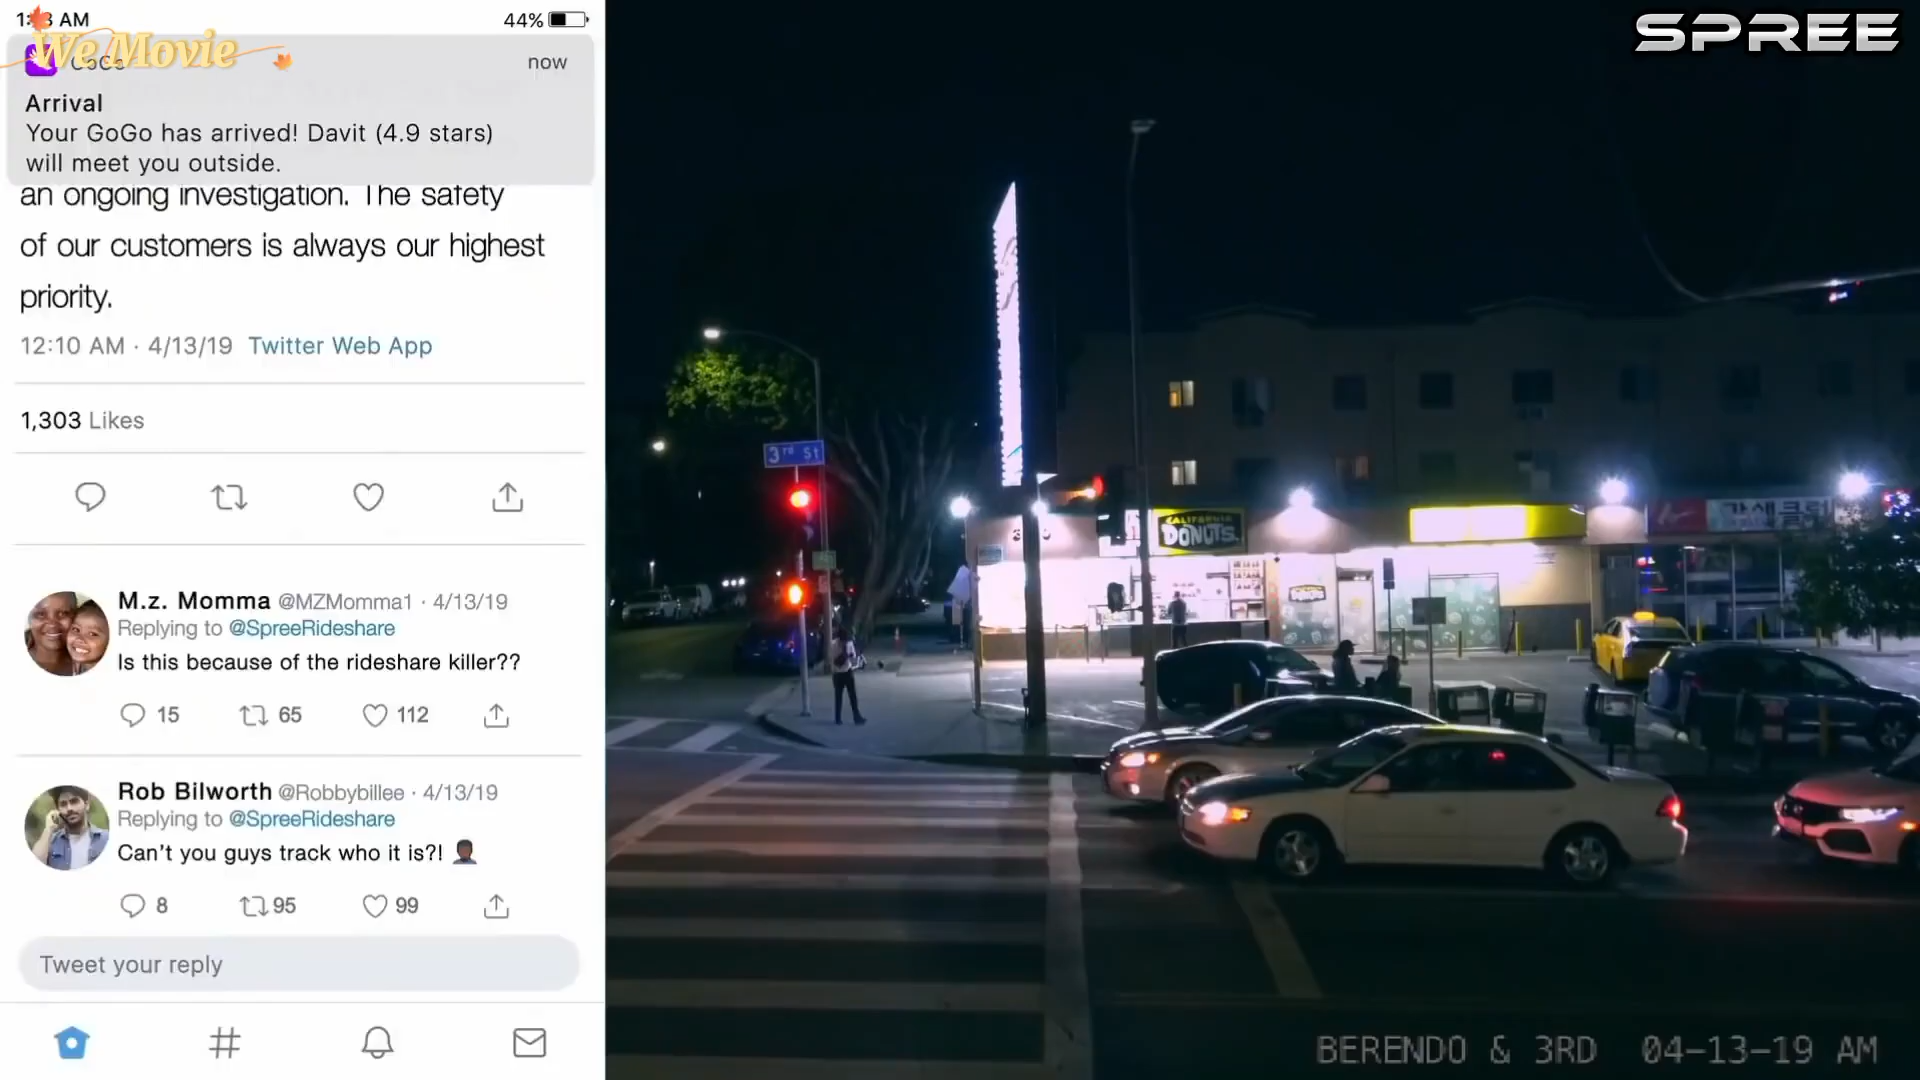 AM
44%
We Movie
GoGo
now
Arrival
Your GoGo has arrived! Davit (4.9 stars)
will meet you outside.
an ongoing investigation. The safety
of our customers is always our highest
priority.
12:10 AM · 4/13/19 Twitter Web App
1,303 Likes
M.z. Momma @MZMomma1 · 4/13/19
Replying to @SpreeRideshare
Is this because of the rideshare killer??
15 65 112
Rob Bilworth @Robbybillee · 4/13/19
Replying to @SpreeRideshare
Can't you guys track who it is?!
8 95 99
Tweet your reply
SPREE
3rd St
CALIFORNIA
DONUTS
BERENDO & 3RD 04-13-19 AM